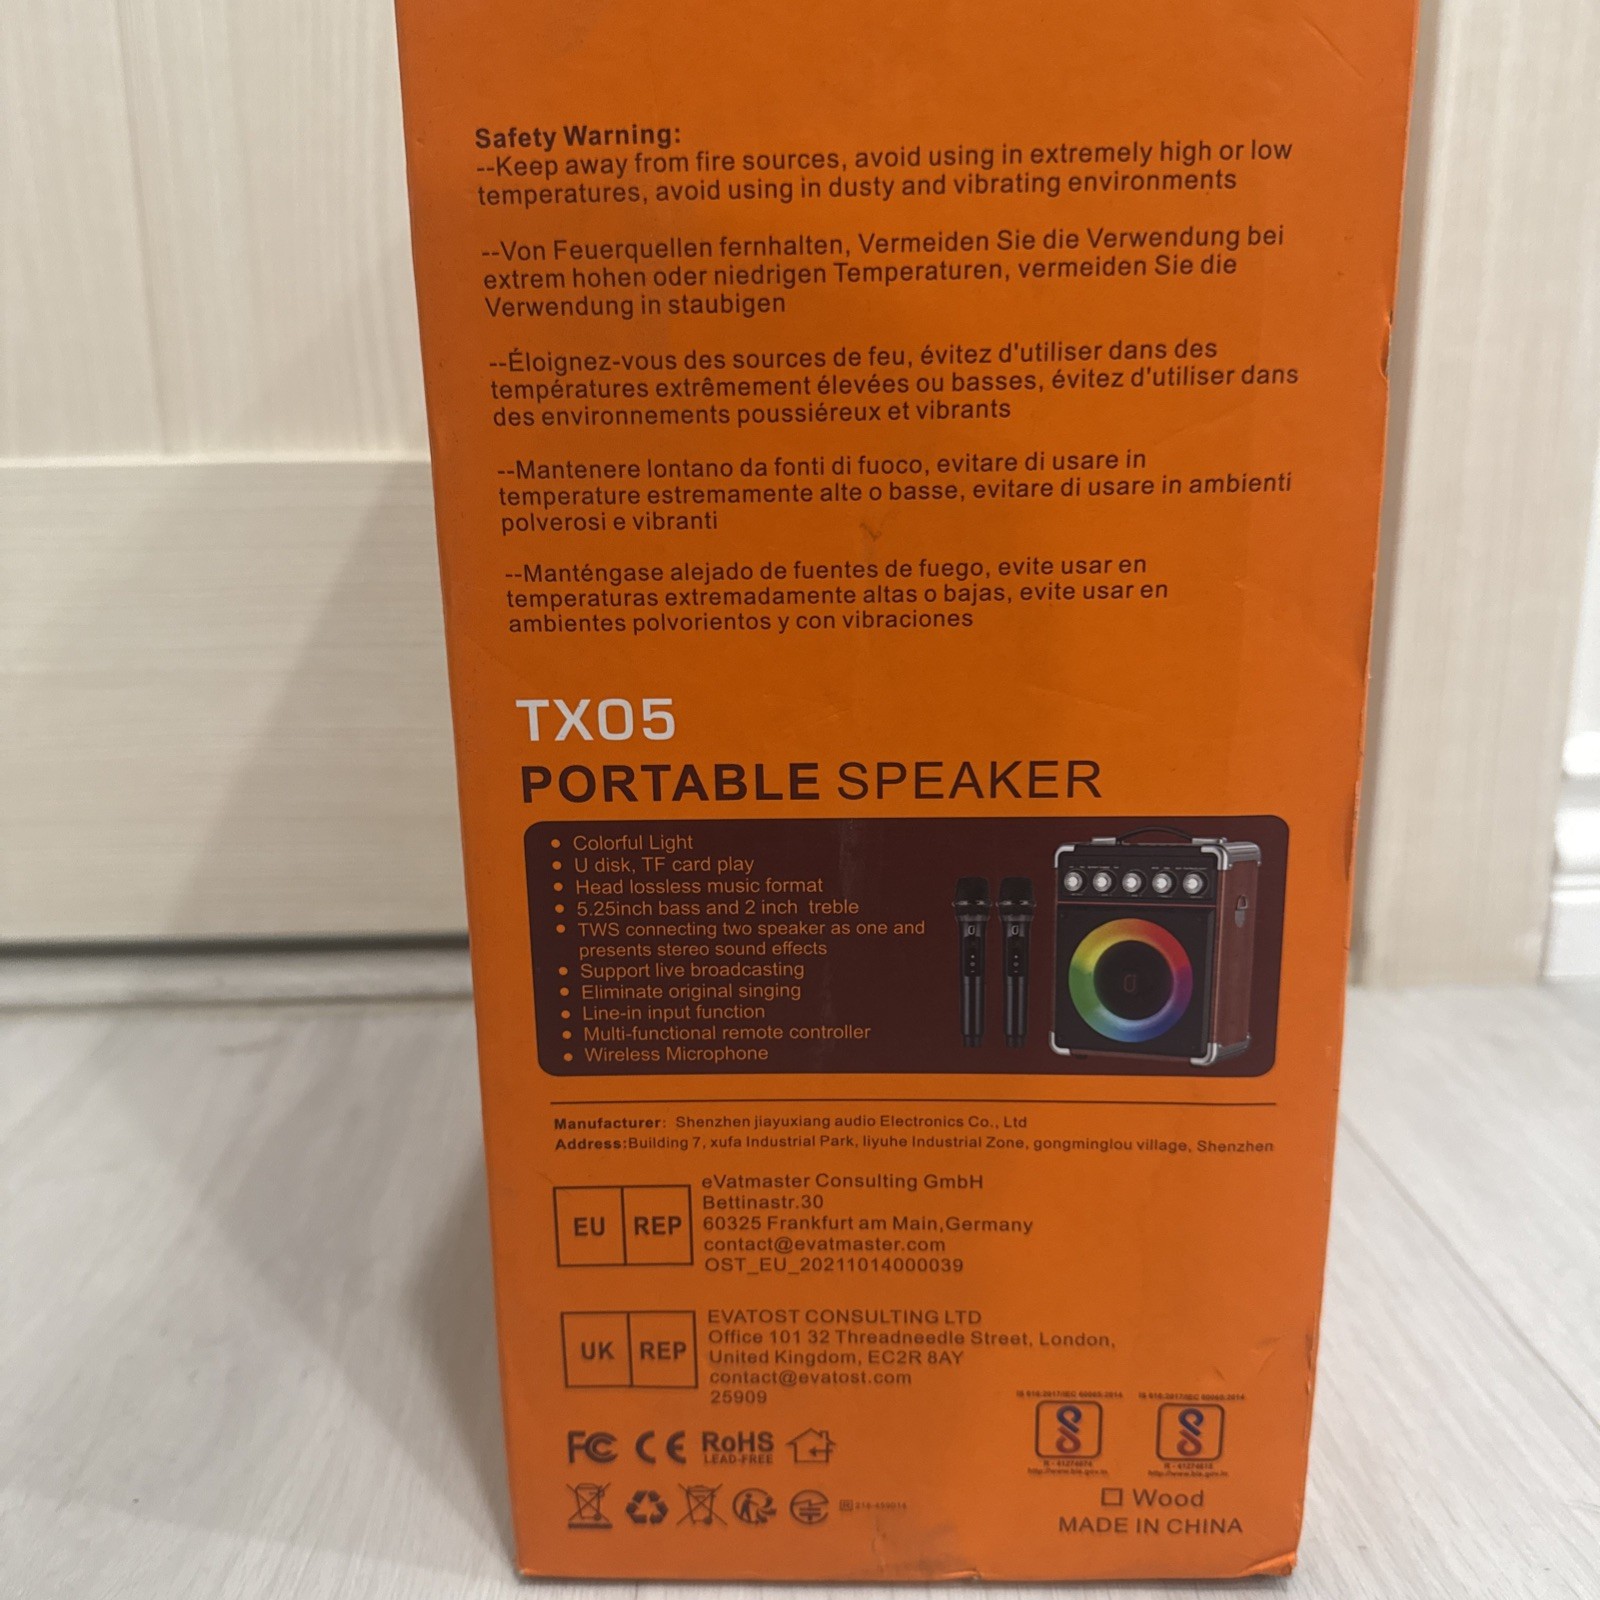 Safety Warning:
--Keep away from fire sources, avoid using in extremely high or low
temperatures, avoid using in dusty and vibrating environments
--Von Feuerquellen fernhalten, Vermeiden Sie die Verwendung bei
extrem hohen oder niedrigen Temperaturen, vermeiden Sie die
Verwendung in staubigen
--Éloignez-vous des sources de feu, évitez d'utiliser dans des
températures extrêmement élevées ou basses, évitez d'utiliser dans
des environnements poussiéreux et vibrants
--Mantenere lontano da fonti di fuoco, evitare di usare in
temperature estremamente alte o basse, evitare di usare in ambienti
polverosi e vibranti
--Manténgase alejado de fuentes de fuego, evite usar en
temperaturas extremadamente altas o bajas, evite usar en
ambientes polvorientos y con vibraciones
TX05
PORTABLE SPEAKER
• Colorful Light
• U disk, TF card play
• Head lossless music format
• 5.25inch bass and 2 inch treble
• TWS connecting two speaker as one and
presents stereo sound effects
• Support live broadcasting
• Eliminate original singing
• Line-in input function
• Multi-functional remote controller
• Wireless Microphone
Manufacturer: Shenzhen jiayuxiang audio Electronics Co., Ltd
Address:Building 7, xufa Industrial Park, liyuhe Industrial Zone, gongminglou village, Shenzhen
EU REP
eVatmaster Consulting GmbH
Bettinastr.30
60325 Frankfurt am Main,Germany
contact@evatmaster.com
OST_EU_20211014000039
UK REP
EVATOST CONSULTING LTD
Office 101 32 Threadneedle Street, London,
United Kingdom, EC2R 8AY
contact@evatost.com
25909
FC CE RoHS
LEAD-FREE
Wood
MADE IN CHINA